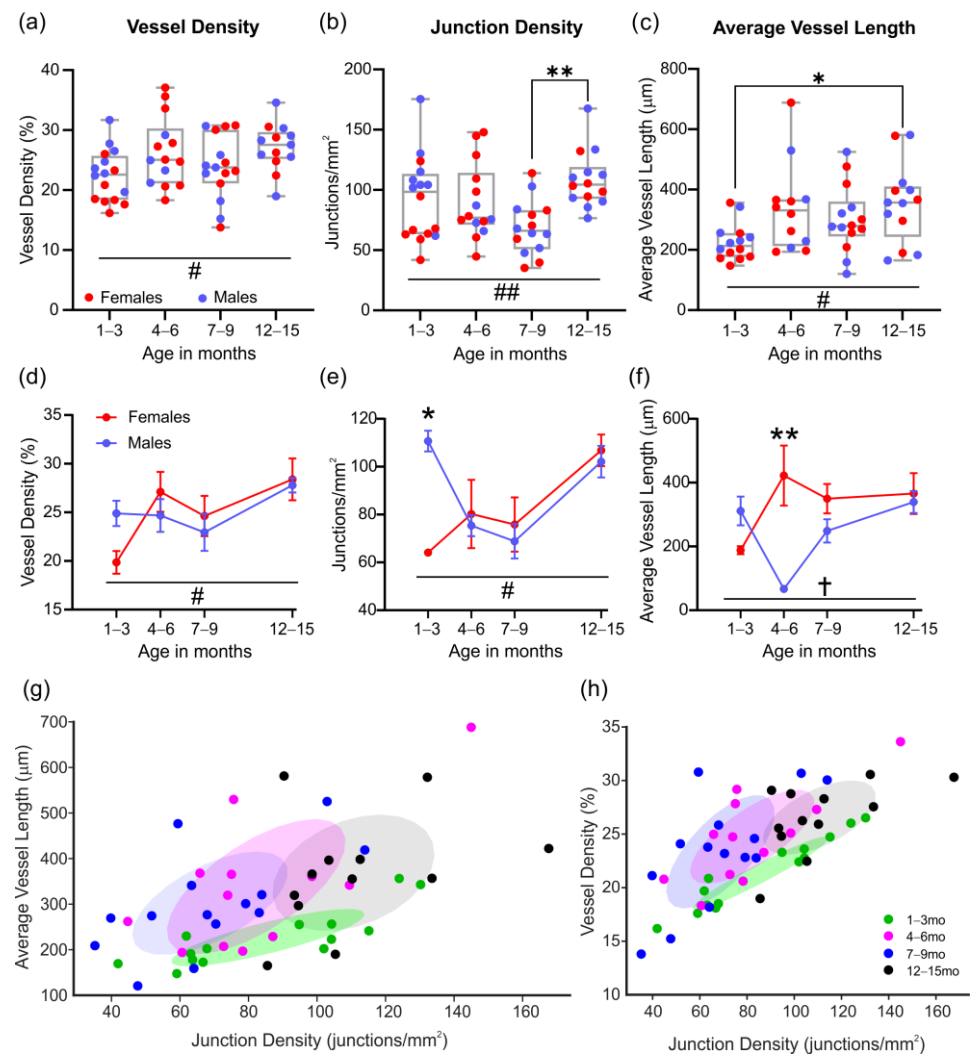 (a) Vessel Density
(b) Junction Density
(c) Average Vessel Length
Vessel Density (%)
40
30
20
10
0
#
Females
Males
1–3 4–6 7–9 12–15
Age in months
Junctions/mm²
200
150
100
50
0
**
##
1–3 4–6 7–9 12–15
Age in months
Average Vessel Length (μm)
800
600
400
200
0
*
#
1–3 4–6 7–9 12–15
Age in months
(d)
Vessel Density (%)
35
30
25
20
15
Females
Males
#
1–3 4–6 7–9 12–15
Age in months
(e)
Junctions/mm²
120
100
80
60
40
*
#
1–3 4–6 7–9 12–15
Age in months
(f)
Average Vessel Length (μm)
600
400
200
0
**
†
1–3 4–6 7–9 12–15
Age in months
(g)
Average Vessel Length (μm)
700
600
500
400
300
200
100
40 60 80 100 120 140 160
Junction Density (junctions/mm²)
(h)
Vessel Density (%)
35
30
25
20
15
10
1–3mo
4–6mo
7–9mo
12–15mo
40 60 80 100 120 140 160
Junction Density (junctions/mm²)